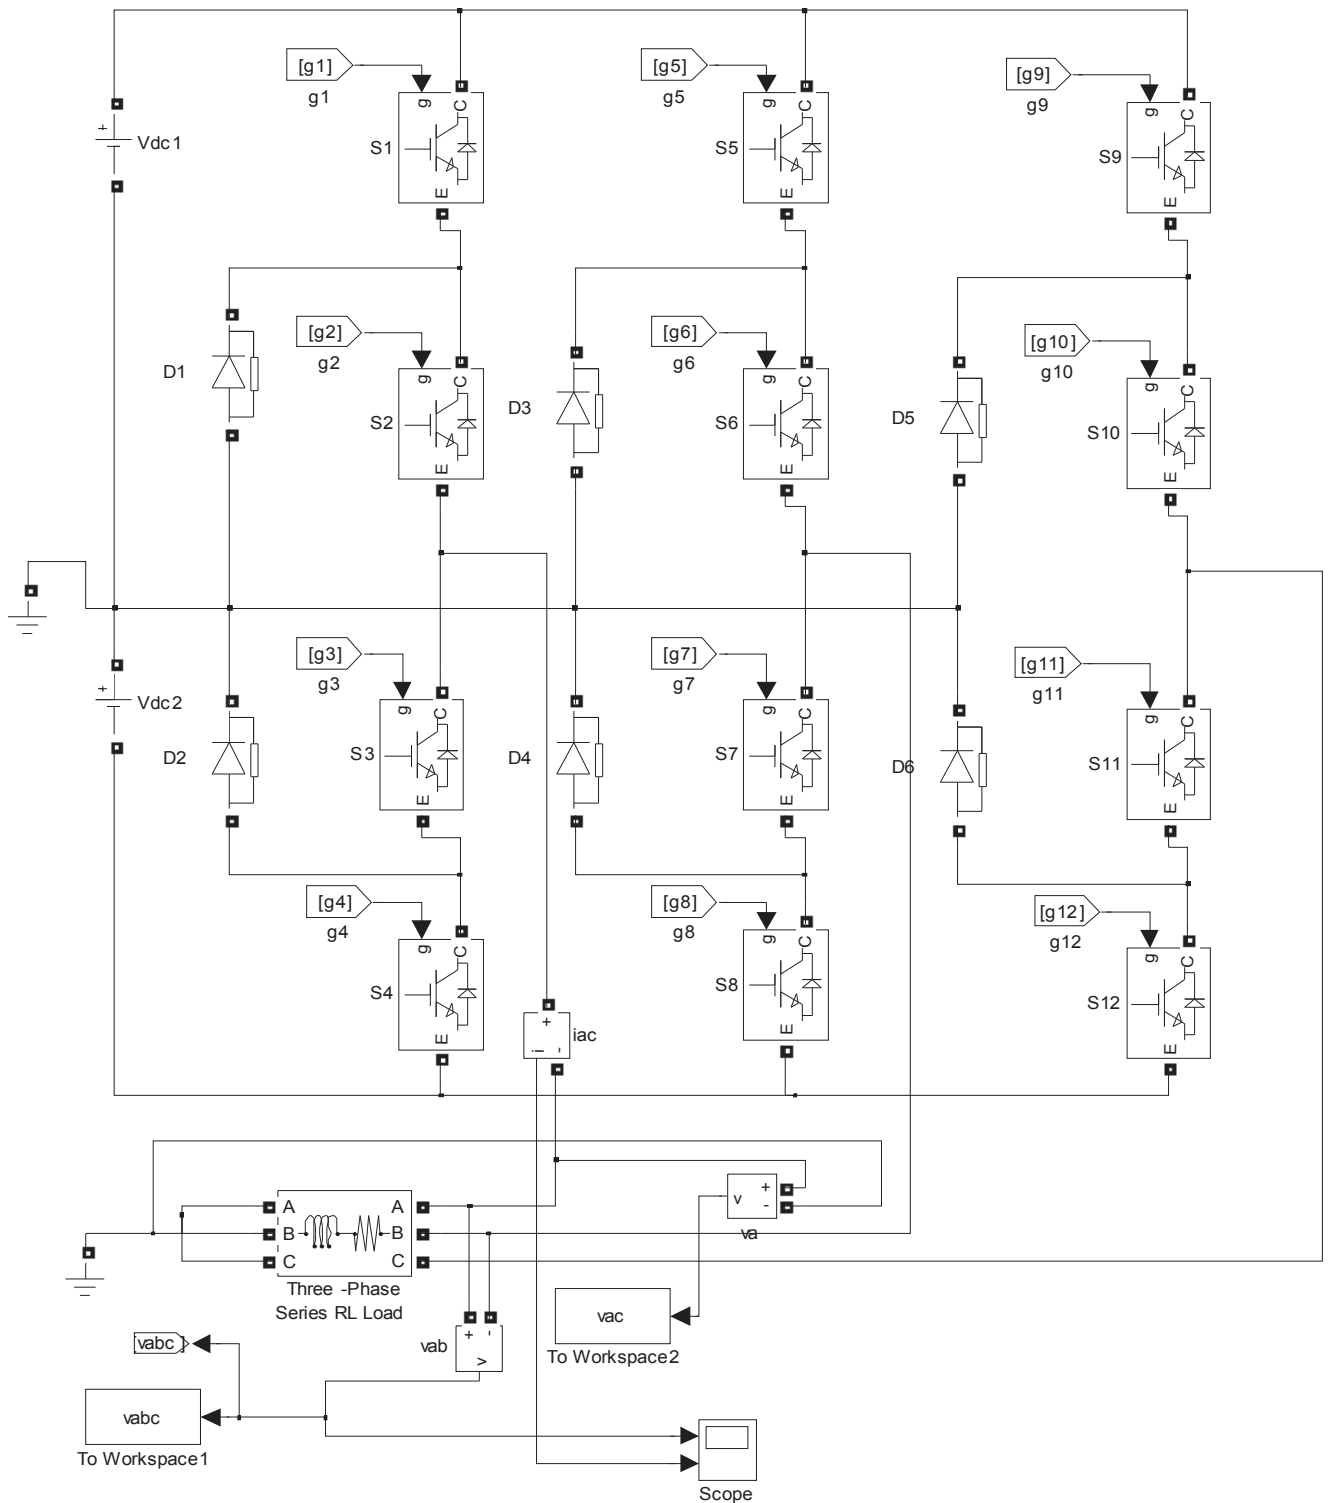 [g1]
g1
g
C
S1
E
[g5]
g5
g
C
S5
E
[g9]
g9
g
C
S9
E
+
Vdc1
D1
[g2]
g2
g
C
S2
E
D3
[g6]
g6
g
C
S6
E
D5
[g10]
g10
g
C
S10
E
+
Vdc2
D2
[g3]
g3
g
C
S3
E
D4
[g7]
g7
g
C
S7
E
D6
[g11]
g11
g
C
S11
E
[g4]
g4
g
C
S4
E
[g8]
g8
g
C
S8
E
[g12]
g12
g
C
S12
E
+
i
-
iac
A
B
C
A
B
C
Three -Phase
Series RL Load
v
+
-
va
vac
To Workspace2
+
-
v
vab
vabc
vabc
To Workspace1
Scope